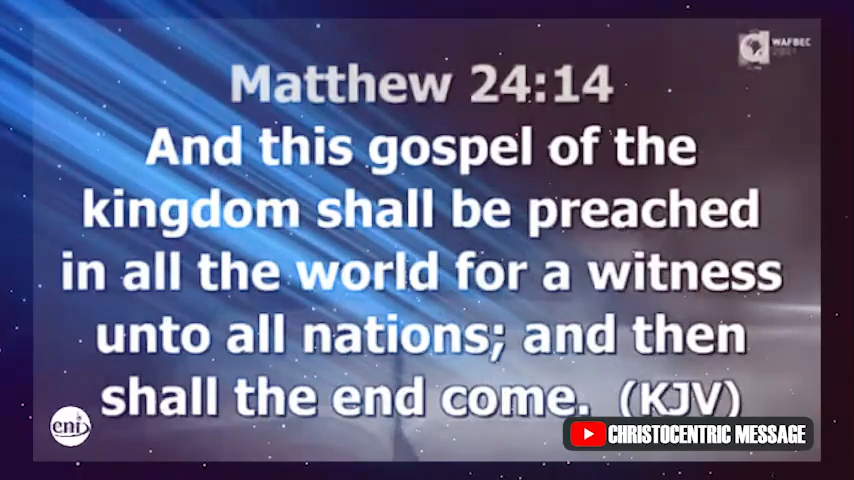 WAFBEC
Matthew 24:14
And this gospel of the
kingdom shall be preached
in all the world for a witness
unto all nations; and then
shall the end come. (KJV)
eni
CHRISTOCENTRIC MESSAGE